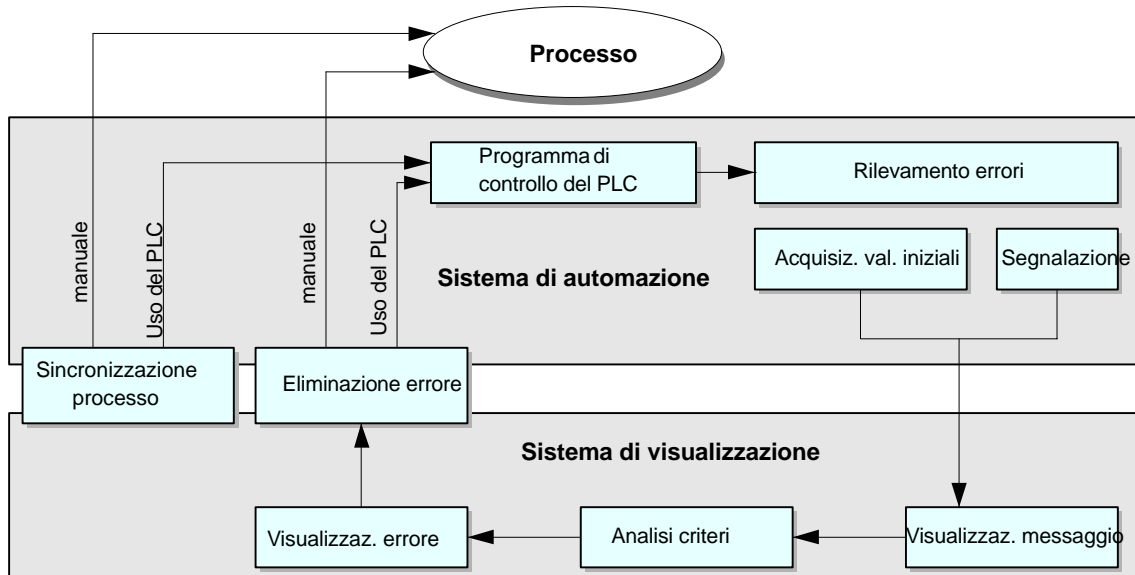 Processo
Programma di
controllo del PLC
Rilevamento errori
manuale
Uso del PLC
manuale
Uso del PLC
Acquisiz. val. iniziali
Segnalazione
Sistema di automazione
Sincronizzazione
processo
Eliminazione errore
Sistema di visualizzazione
Visualizzaz. errore
Analisi criteri
Visualizzaz. messaggio